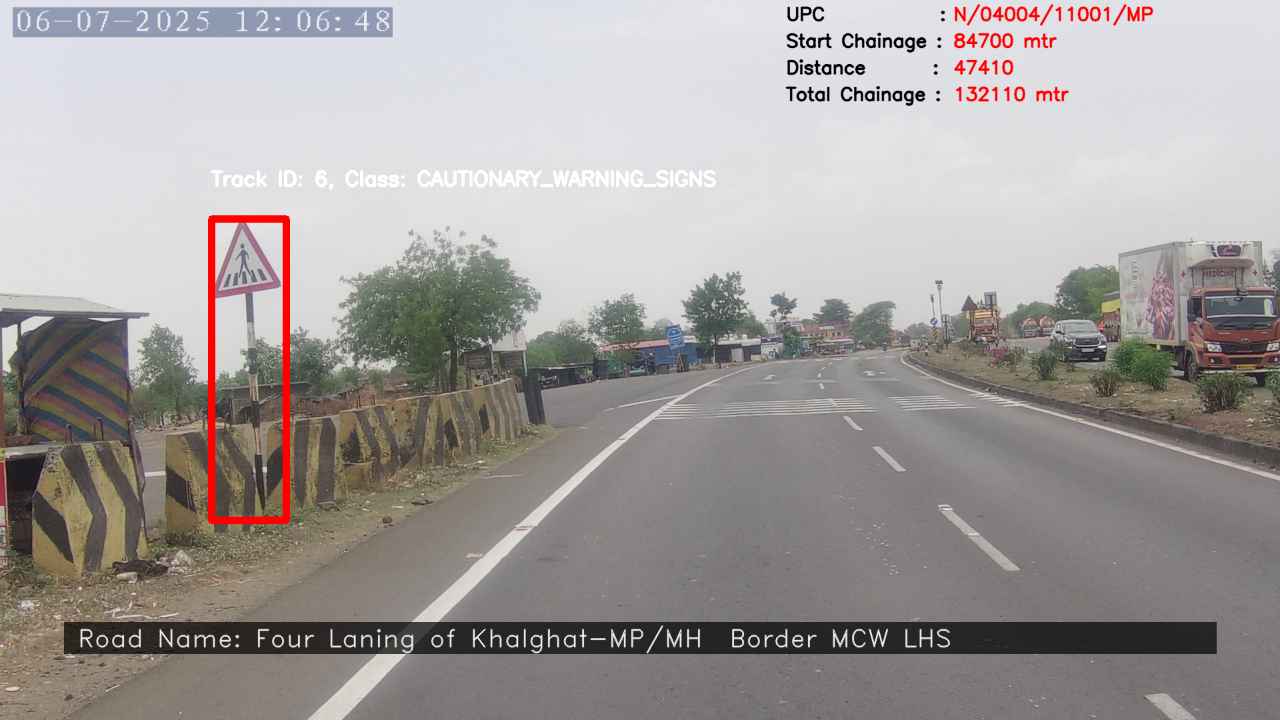 06-07-2025 12:06:48
UPC : N/04004/11001/MP
Start Chainage : 84700 mtr
Distance : 47410
Total Chainage : 132110 mtr
Track ID: 6, Class: CAUTIONARY_WARNING_SIGNS
Road Name: Four Laning of Khalghat-MP/MH Border MCW LHS